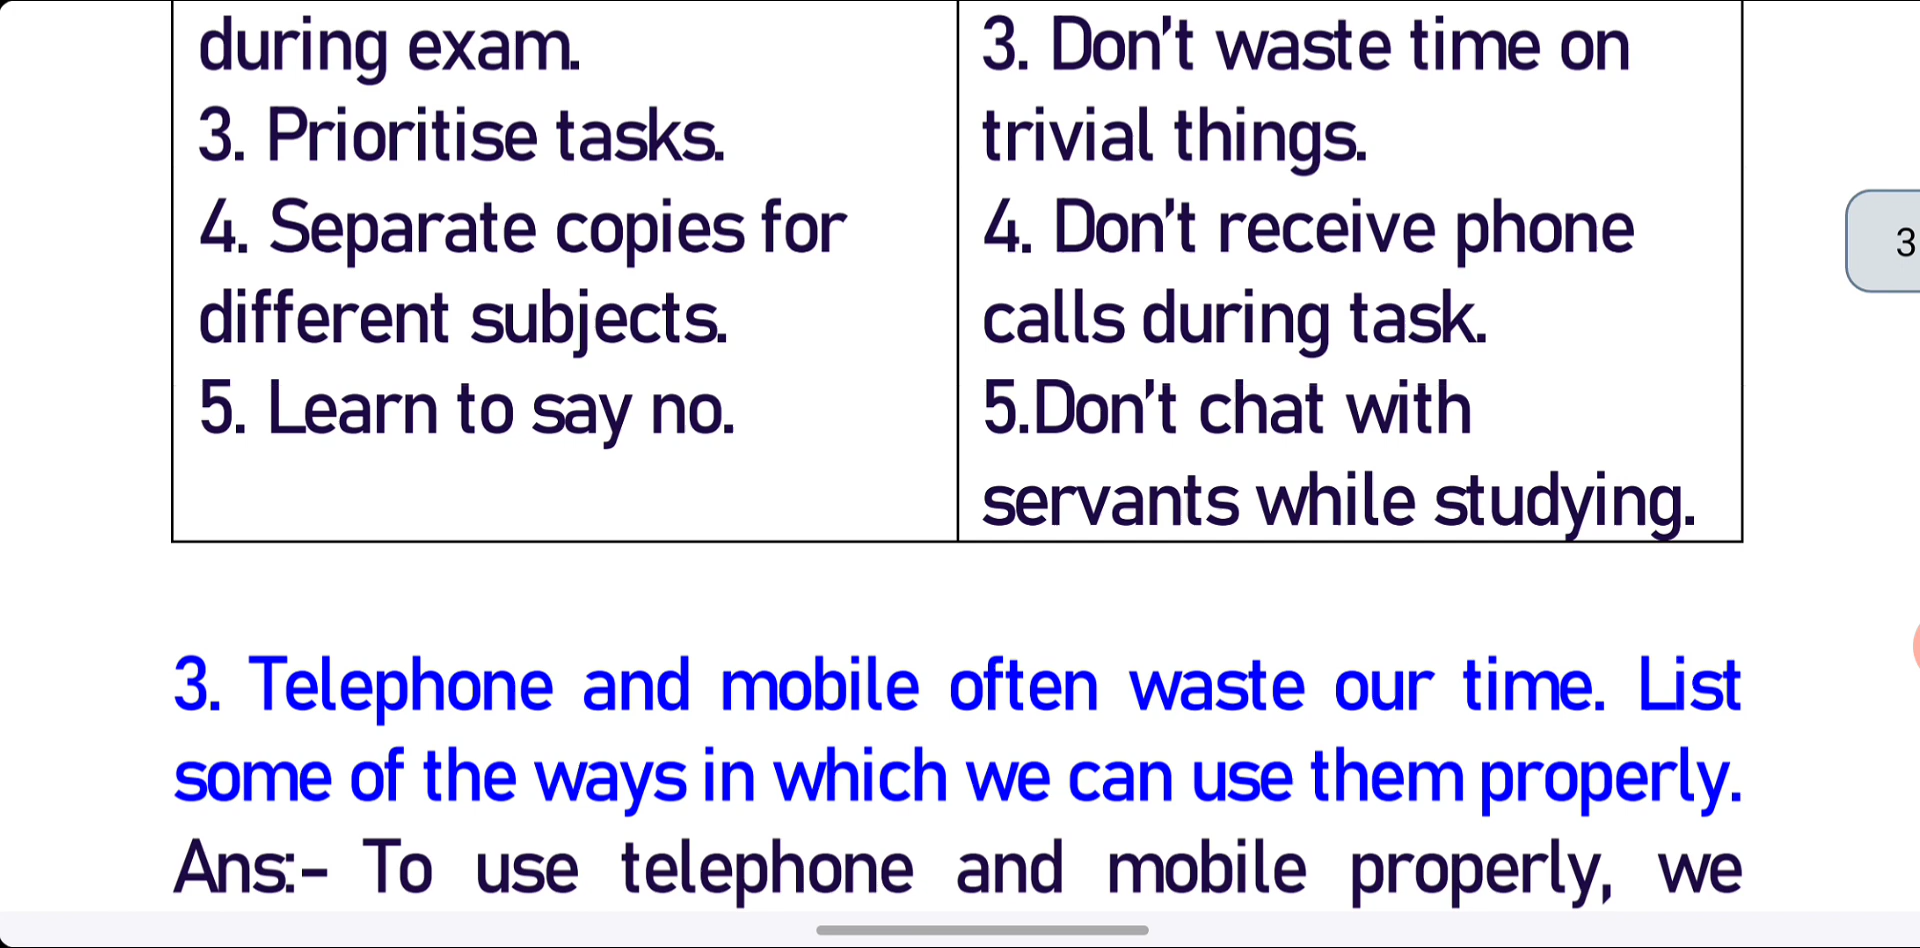 during exam.
3. Prioritise tasks.
4. Separate copies for
different subjects.
5. Learn to say no.
3. Don't waste time on
trivial things.
4. Don't receive phone
calls during task.
5.Don't chat with
servants while studying.
3
3. Telephone and mobile often waste our time. List
some of the ways in which we can use them properly.
Ans:- To use telephone and mobile properly, we